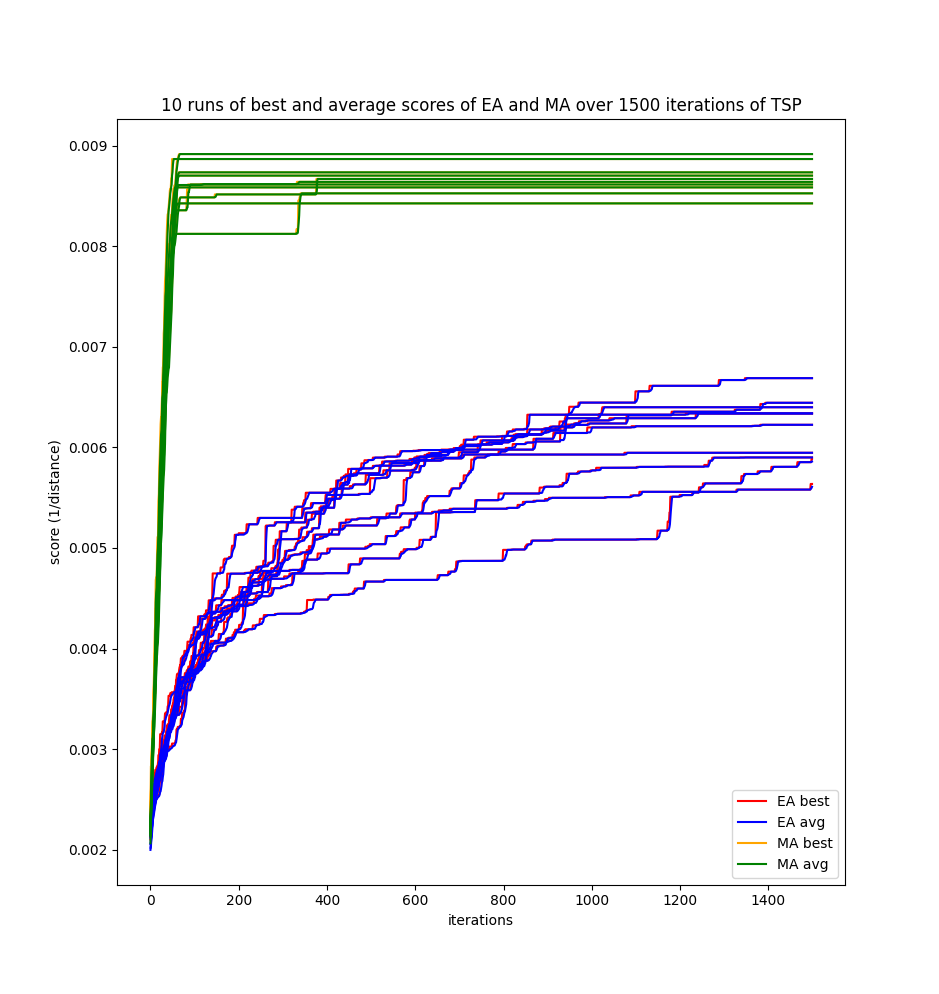 10 runs of best and average scores of EA and MA over 1500 iterations of TSP
0.009
0.008
0.007
0.006
0.005
0.004
0.003
0.002
score (1/distance)
EA best
EA avg
MA best
MA avg
0 200 400 600 800 1000 1200 1400
iterations